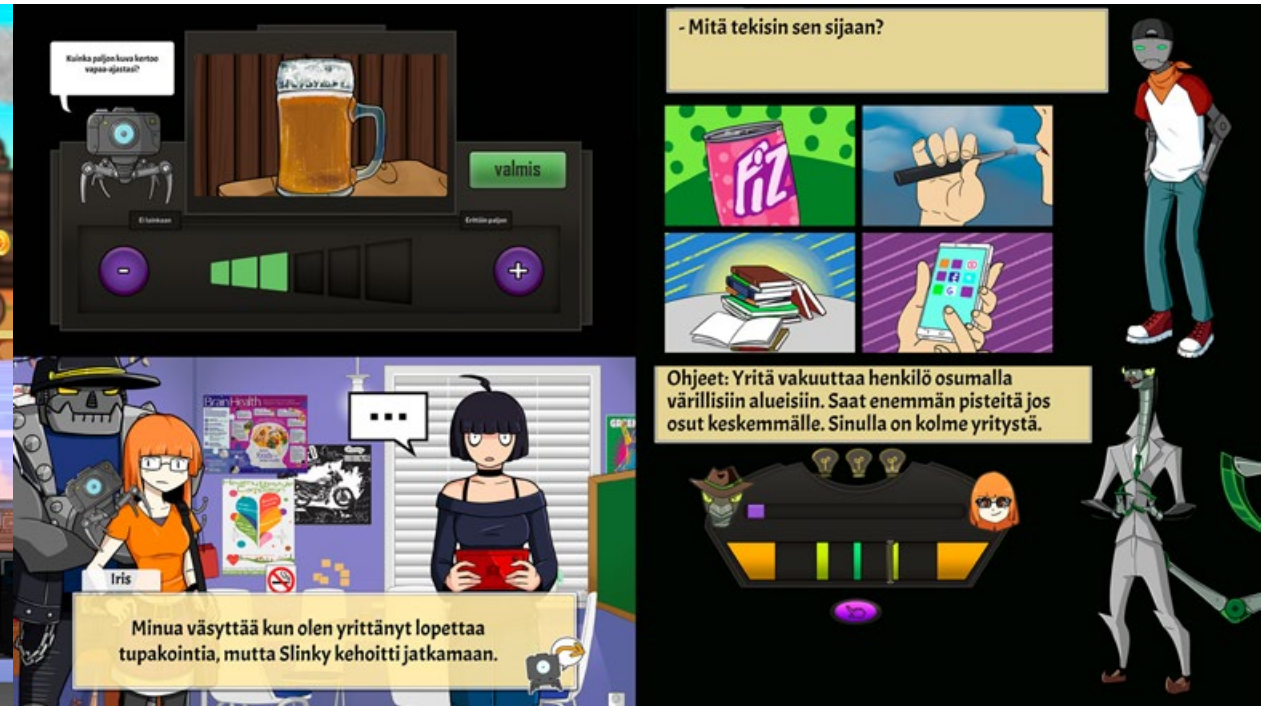 Kuinka paljon kuva kertoo
vapaa-ajastasi?
valmis
Ei lainkaan
Erittäin paljon
-
+
- Mitä tekisin sen sijaan?
FIZ
Brain Health
...
Iris
Minua väsyttää kun olen yrittänyt lopettaa
tupakointia, mutta Slinky kehoitti jatkamaan.
Ohjeet: Yritä vakuuttaa henkilö osumalla
värillisiin alueisiin. Saat enemmän pisteitä jos
osut keskemmälle. Sinulla on kolme yritystä.